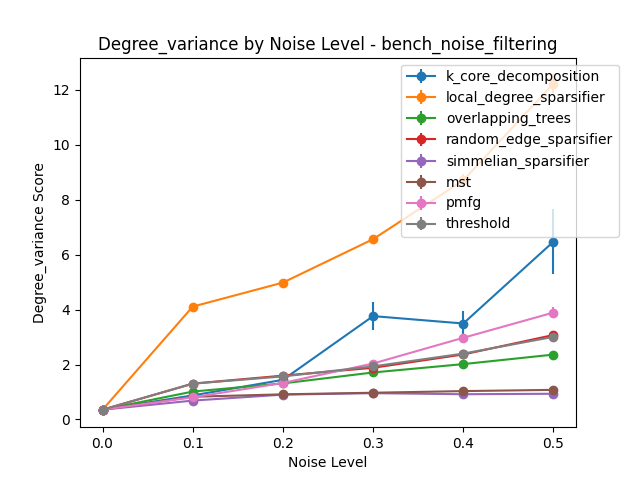 Degree_variance by Noise Level - bench_noise_filtering
k_core_decomposition
local_degree_sparsifier
overlapping_trees
random_edge_sparsifier
simmelian_sparsifier
mst
pmfg
threshold
Degree_variance Score
12
10
8
6
4
2
0
0.0 0.1 0.2 0.3 0.4 0.5
Noise Level